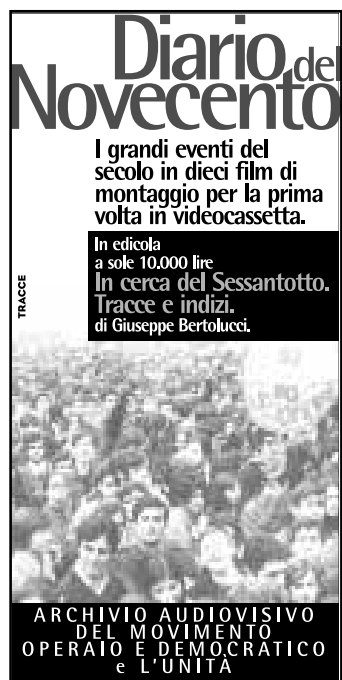 Diario del
Novecento
I grandi eventi del
secolo in dieci film di
montaggio per la prima
volta in videocassetta.
In edicola
a sole 10.000 lire
In cerca del Sessantotto.
Tracce e indizi.
di Giuseppe Bertolucci.
TRACCE
ARCHIVIO AUDIOVISIVO
DEL MOVIMENTO
OPERAIO E DEMOCRATICO
e L'UNITÀ